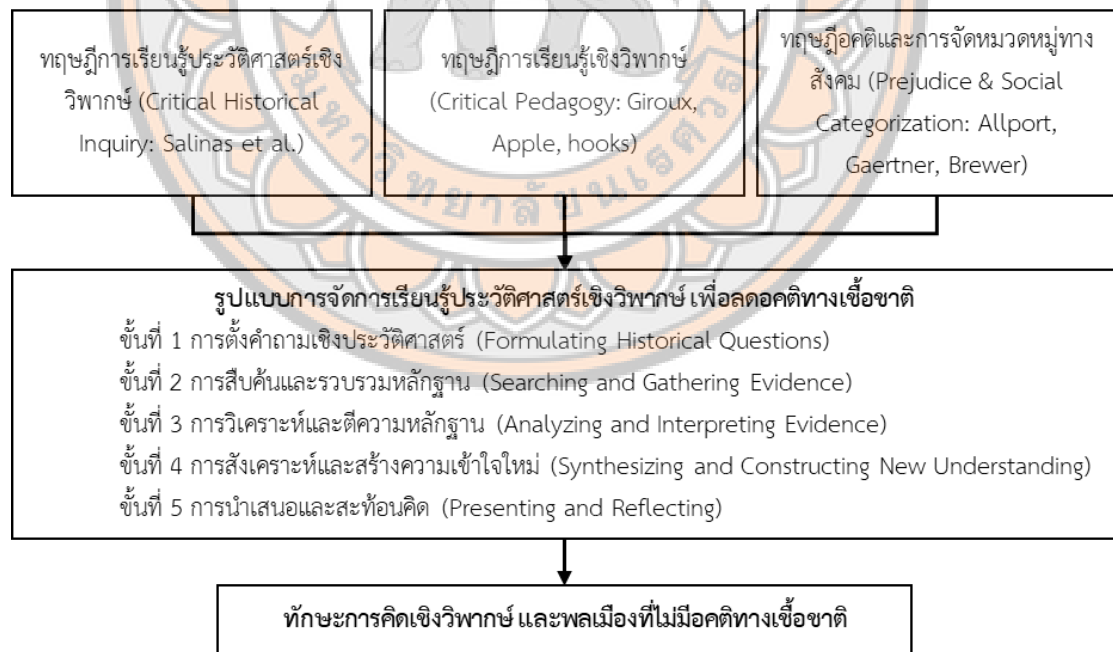 ทฤษฎีการเรียนรู้ประวัติศาสตร์เชิง
วิพากษ์ (Critical Historical
Inquiry: Salinas et al.)
ทฤษฎีการเรียนรู้เชิงวิพากษ์
(Critical Pedagogy: Giroux,
Apple, hooks)
ทฤษฎีอคติและการจัดหมวดหมู่ทาง
สังคม (Prejudice & Social
Categorization: Allport,
Gaertner, Brewer)
มหาวิทยาลัยนเรศวร
รูปแบบการจัดการเรียนรู้ประวัติศาสตร์เชิงวิพากษ์ เพื่อลดอคติทางเชื้อชาติ
ขั้นที่ 1 การตั้งคำถามเชิงประวัติศาสตร์ (Formulating Historical Questions)
ขั้นที่ 2 การสืบค้นและรวบรวมหลักฐาน (Searching and Gathering Evidence)
ขั้นที่ 3 การวิเคราะห์และตีความหลักฐาน (Analyzing and Interpreting Evidence)
ขั้นที่ 4 การสังเคราะห์และสร้างความเข้าใจใหม่ (Synthesizing and Constructing New Understanding)
ขั้นที่ 5 การนำเสนอและสะท้อนคิด (Presenting and Reflecting)
ทักษะการคิดเชิงวิพากษ์ และพลเมืองที่ไม่มีอคติทางเชื้อชาติ